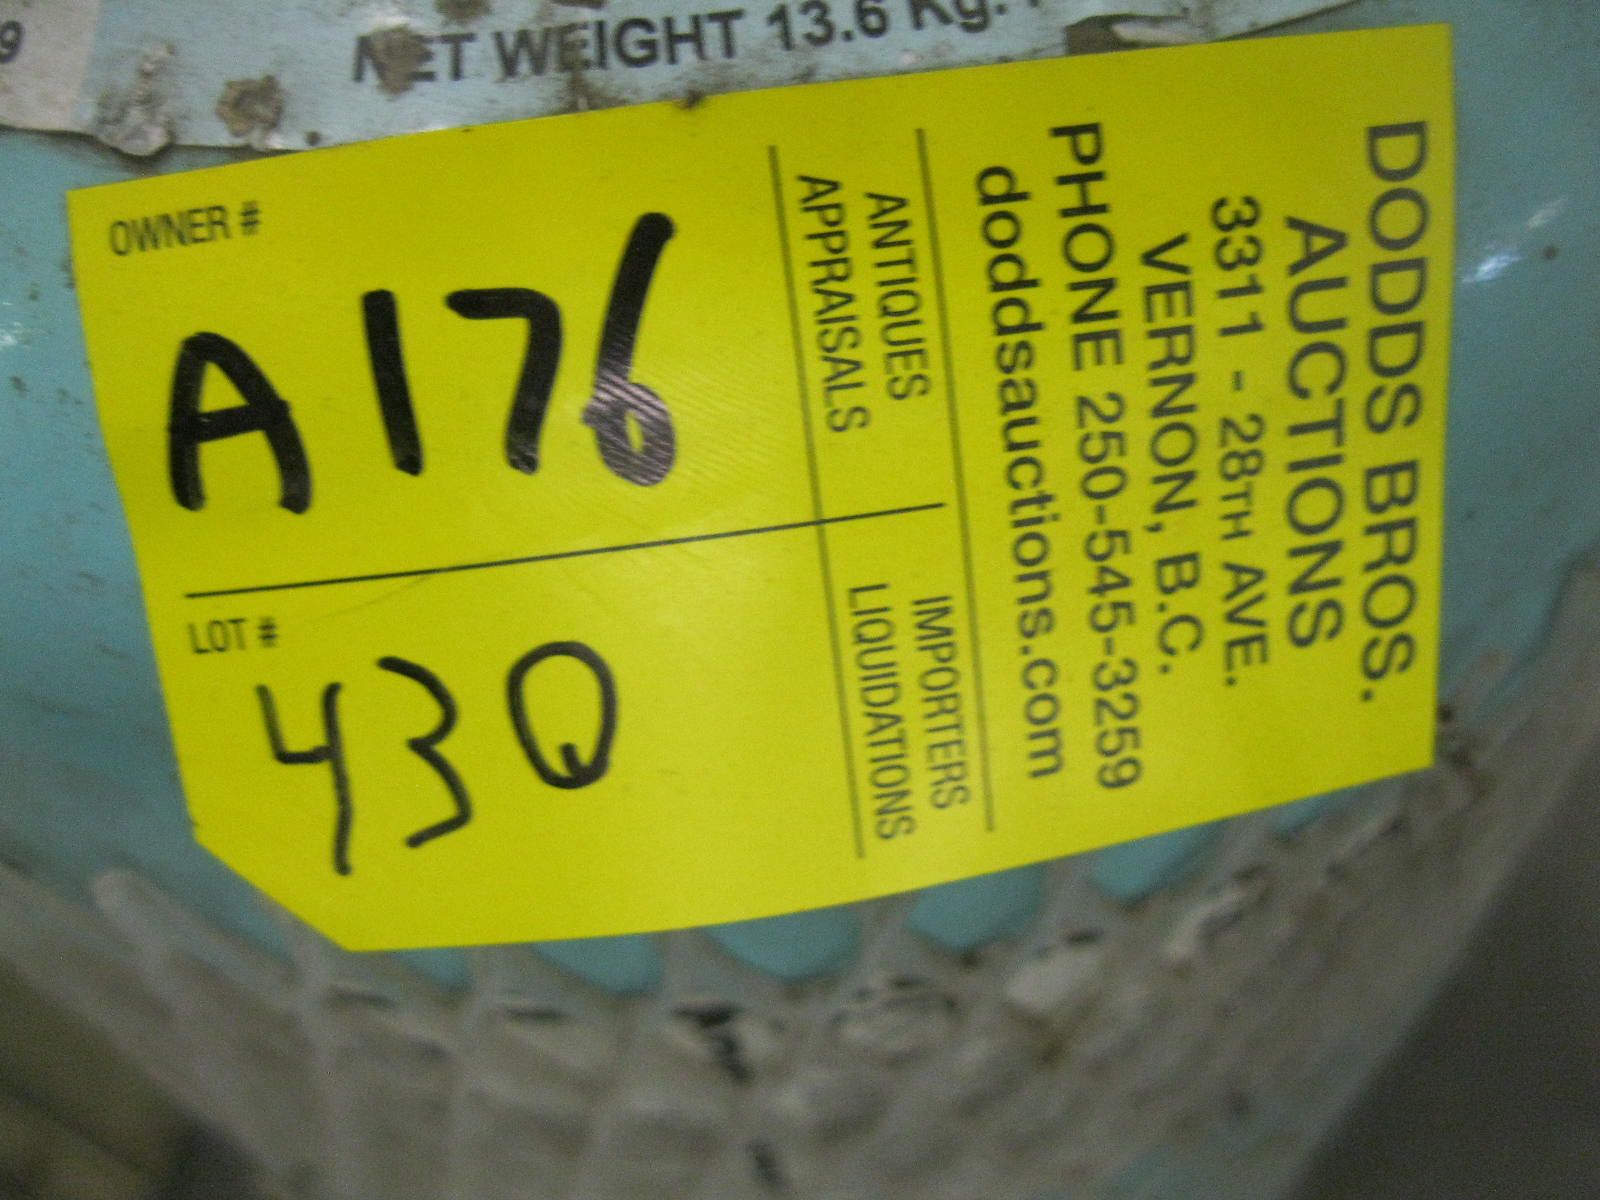 9
NET WEIGHT 13.6 Kg.
OWNER #
A176
LOT #
430
DODDS BROS.
AUCTIONS
3311 - 28TH AVE.
VERNON, B.C.
PHONE 250-545-3259
doddsauctions.com
ANTIQUES
APPRAISALS
IMPORTERS
LIQUIDATIONS